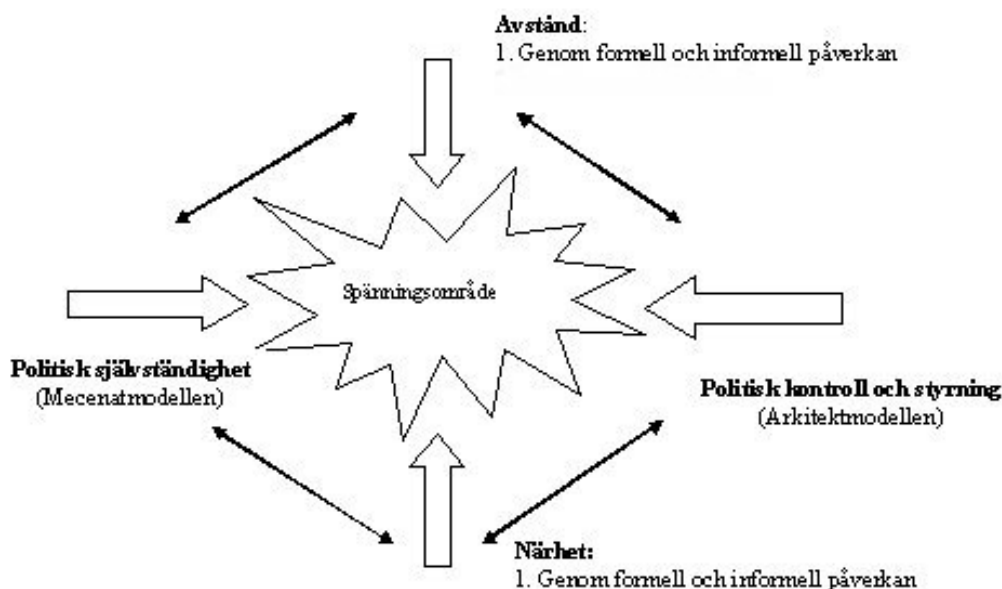 Avstånd:
1. Genom formell och informell påverkan
Spänningsområde
Politisk självständighet
(Mecenatmodellen)
Politisk kontroll och styrning
(Arkitektmodellen)
Närhet:
1. Genom formell och informell påverkan